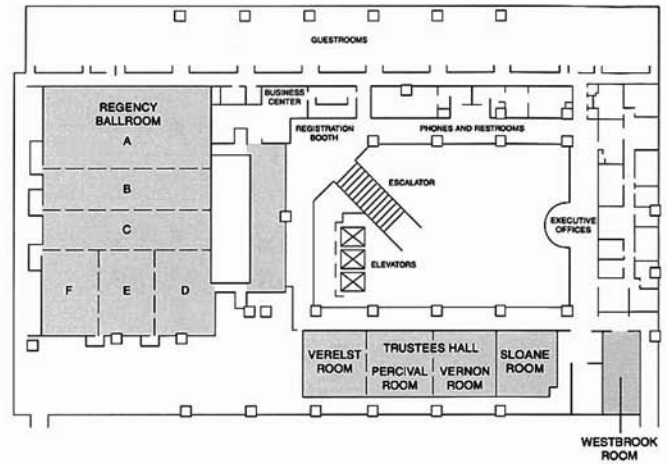 GUESTROOMS
REGENCY
BALLROOM
A
B
C
F
E
D
BUSINESS
CENTER
REGISTRATION
BOOTH
PHONES AND RESTROOMS
ESCALATOR
ELEVATORS
EXECUTIVE
OFFICES
VERELST
ROOM
TRUSTEES HALL
PERCIVAL
ROOM
VERNON
ROOM
SLOANE
ROOM
WESTBROOK
ROOM